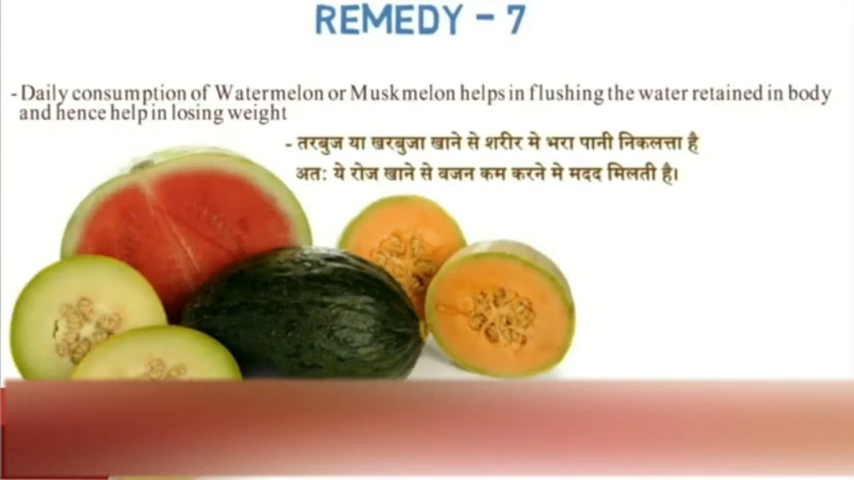 REMEDY - 7
- Daily consumption of Watermelon or Muskmelon helps in flushing the water retained in body
and hence help in losing weight
- तरबुज या खरबुजा खाने से शरीर मे भरा पानी निकलत्ता है
अतः ये रोज खाने से वजन कम करने मे मदद मिलती है।